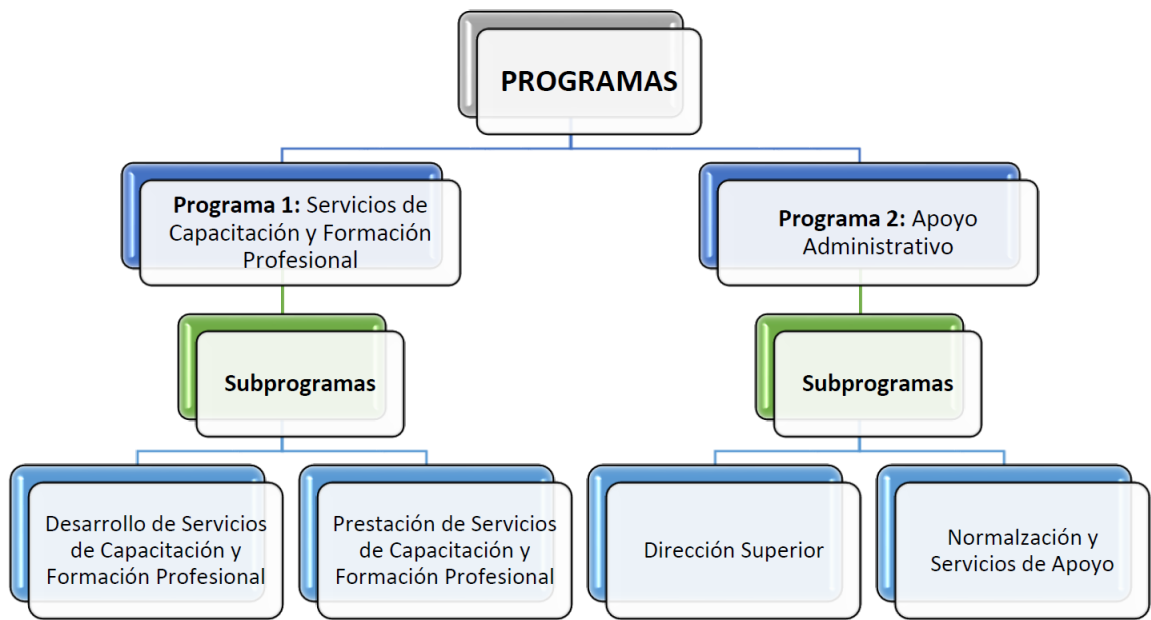 PROGRAMAS
Programa 1: Servicios de
Capacitación y Formación
Profesional
Programa 2: Apoyo
Administrativo
Subprogramas
Subprogramas
Desarrollo de Servicios
de Capacitación y
Formación Profesional
Prestación de Servicios
de Capacitación y
Formación Profesional
Dirección Superior
Normalzación y
Servicios de Apoyo